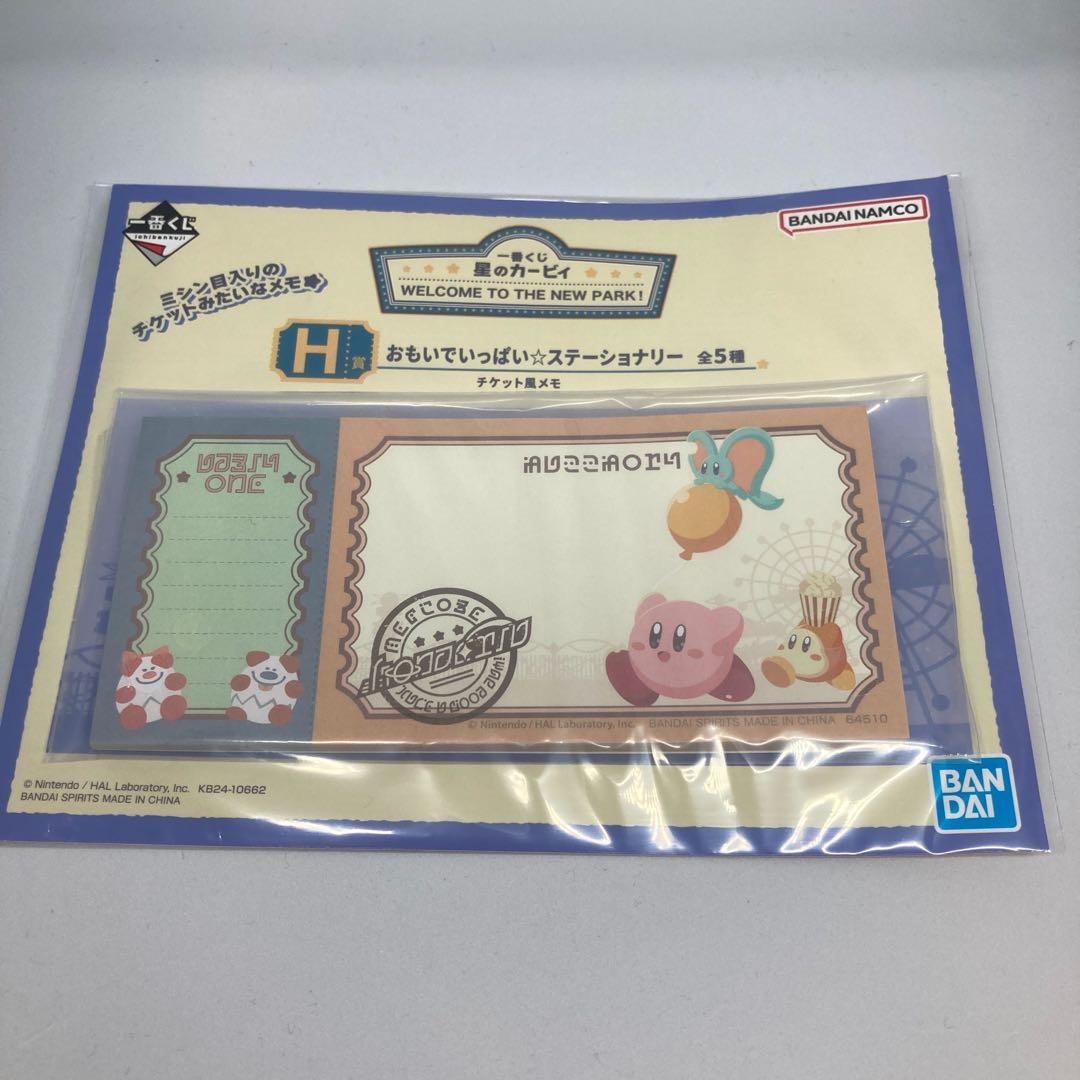 一番くじ
ichibankuji
BANDAI NAMCO
ミシン目入りの
チケットみたいなメモ★
一番くじ
星のカービィ
WELCOME TO THE NEW PARK!
H賞
おもいでいっぱい☆ステーショナリー 全5種
チケット風メモ
© Nintendo / HAL Laboratory, Inc. BANDAI SPIRITS MADE IN CHINA 64510
© Nintendo / HAL Laboratory, Inc. KB24-10662
BANDAI SPIRITS MADE IN CHINA
BAN
DAI